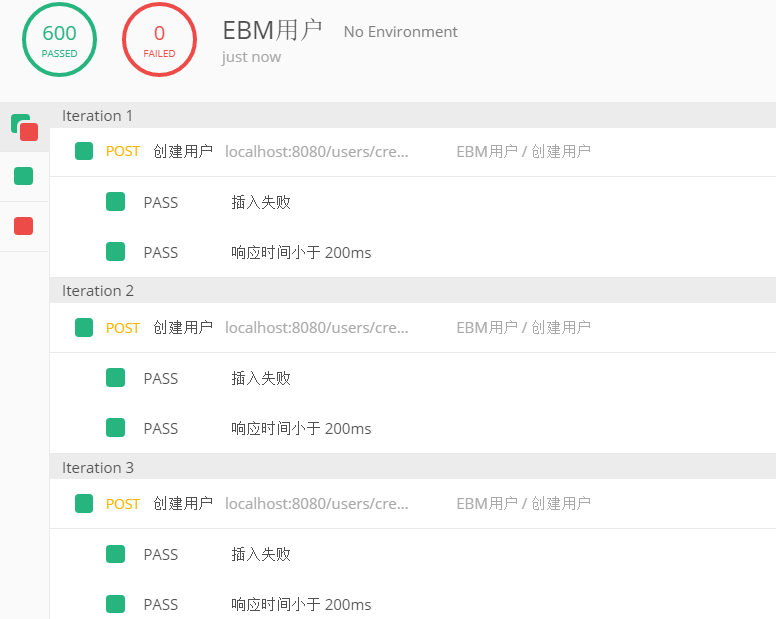 600
PASSED
0
FAILED
EBM用户 No Environment
just now
Iteration 1
POST 创建用户 localhost:8080/users/cre... EBM用户 / 创建用户
PASS 插入失败
PASS 响应时间小于 200ms
Iteration 2
POST 创建用户 localhost:8080/users/cre... EBM用户 / 创建用户
PASS 插入失败
PASS 响应时间小于 200ms
Iteration 3
POST 创建用户 localhost:8080/users/cre... EBM用户 / 创建用户
PASS 插入失败
PASS 响应时间小于 200ms